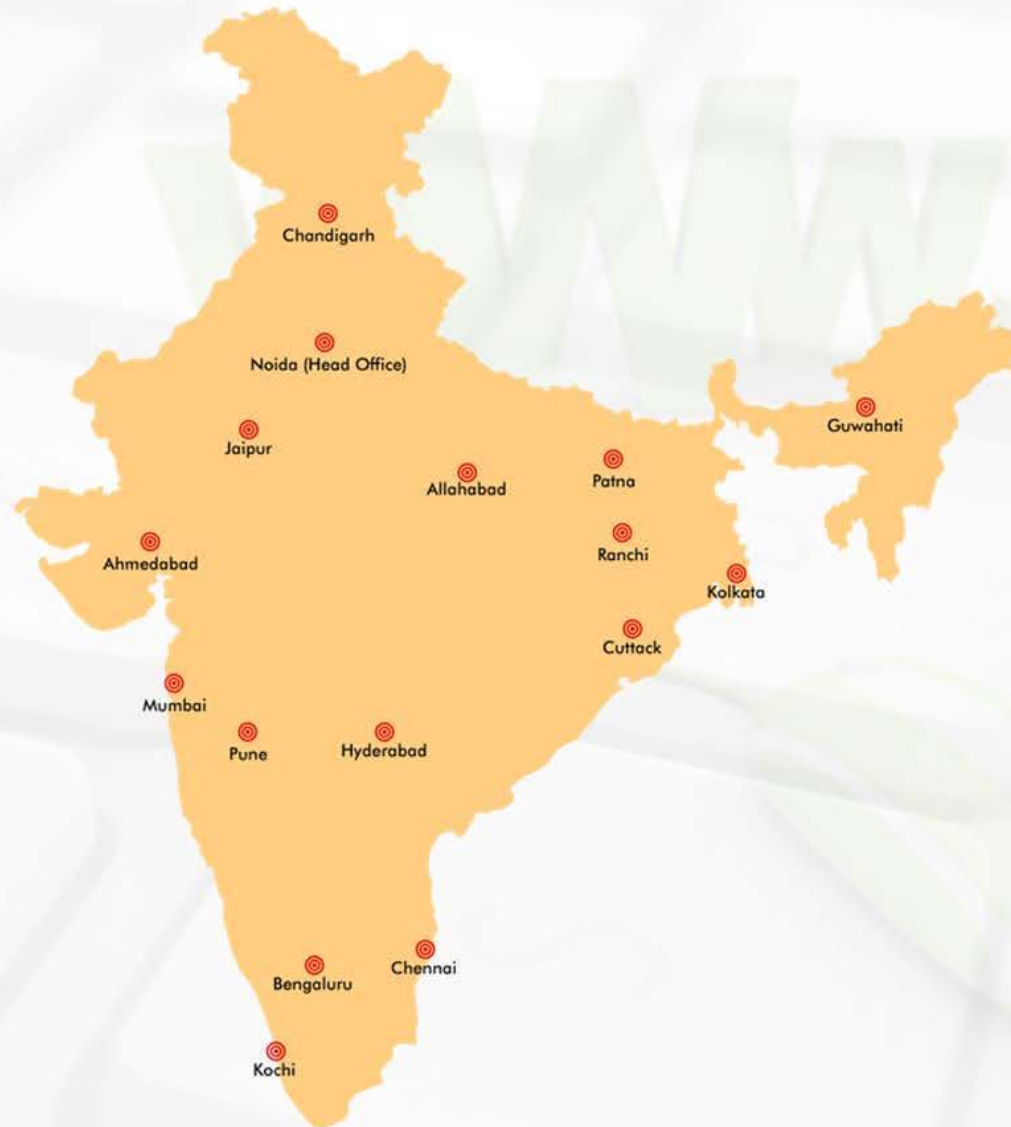 Chandigarh
Noida (Head Office)
Jaipur
Allahabad
Patna
Guwahati
Ahmedabad
Ranchi
Kolkata
Cuttack
Mumbai
Pune
Hyderabad
Bengaluru
Chennai
Kochi